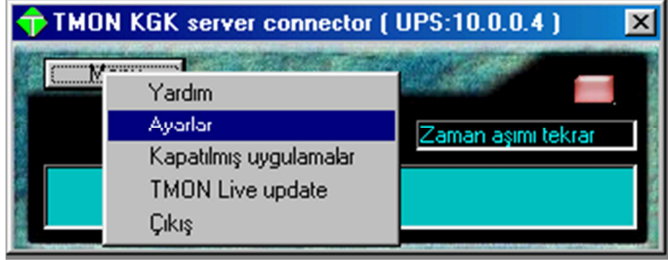 TMON KGK server connector ( UPS:10.0.0.4 )
Yardım
Ayarlar
Zaman aşımı tekrar
Kapatılmış uygulamalar
TMON Live update
Çıkış